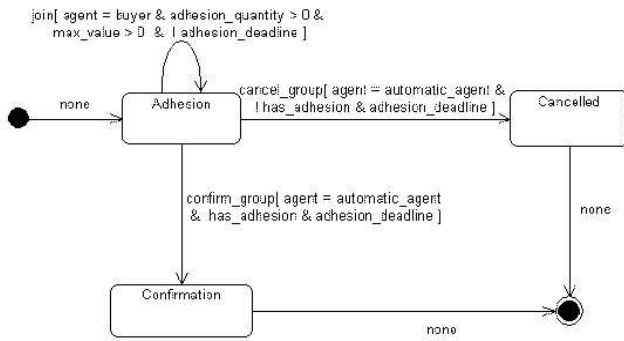 join[ agent = buyer & adhesion_quantity > 0 &
max_value > 0 & ! adhesion_deadline ]
none
Adhesion
cancel_group[ agent = automatic_agent &
! has_adhesion & adhesion_deadline ]
Cancelled
confirm_group[ agent = automatic_agent
& has_adhesion & adhesion_deadline ]
none
Confirmation
none